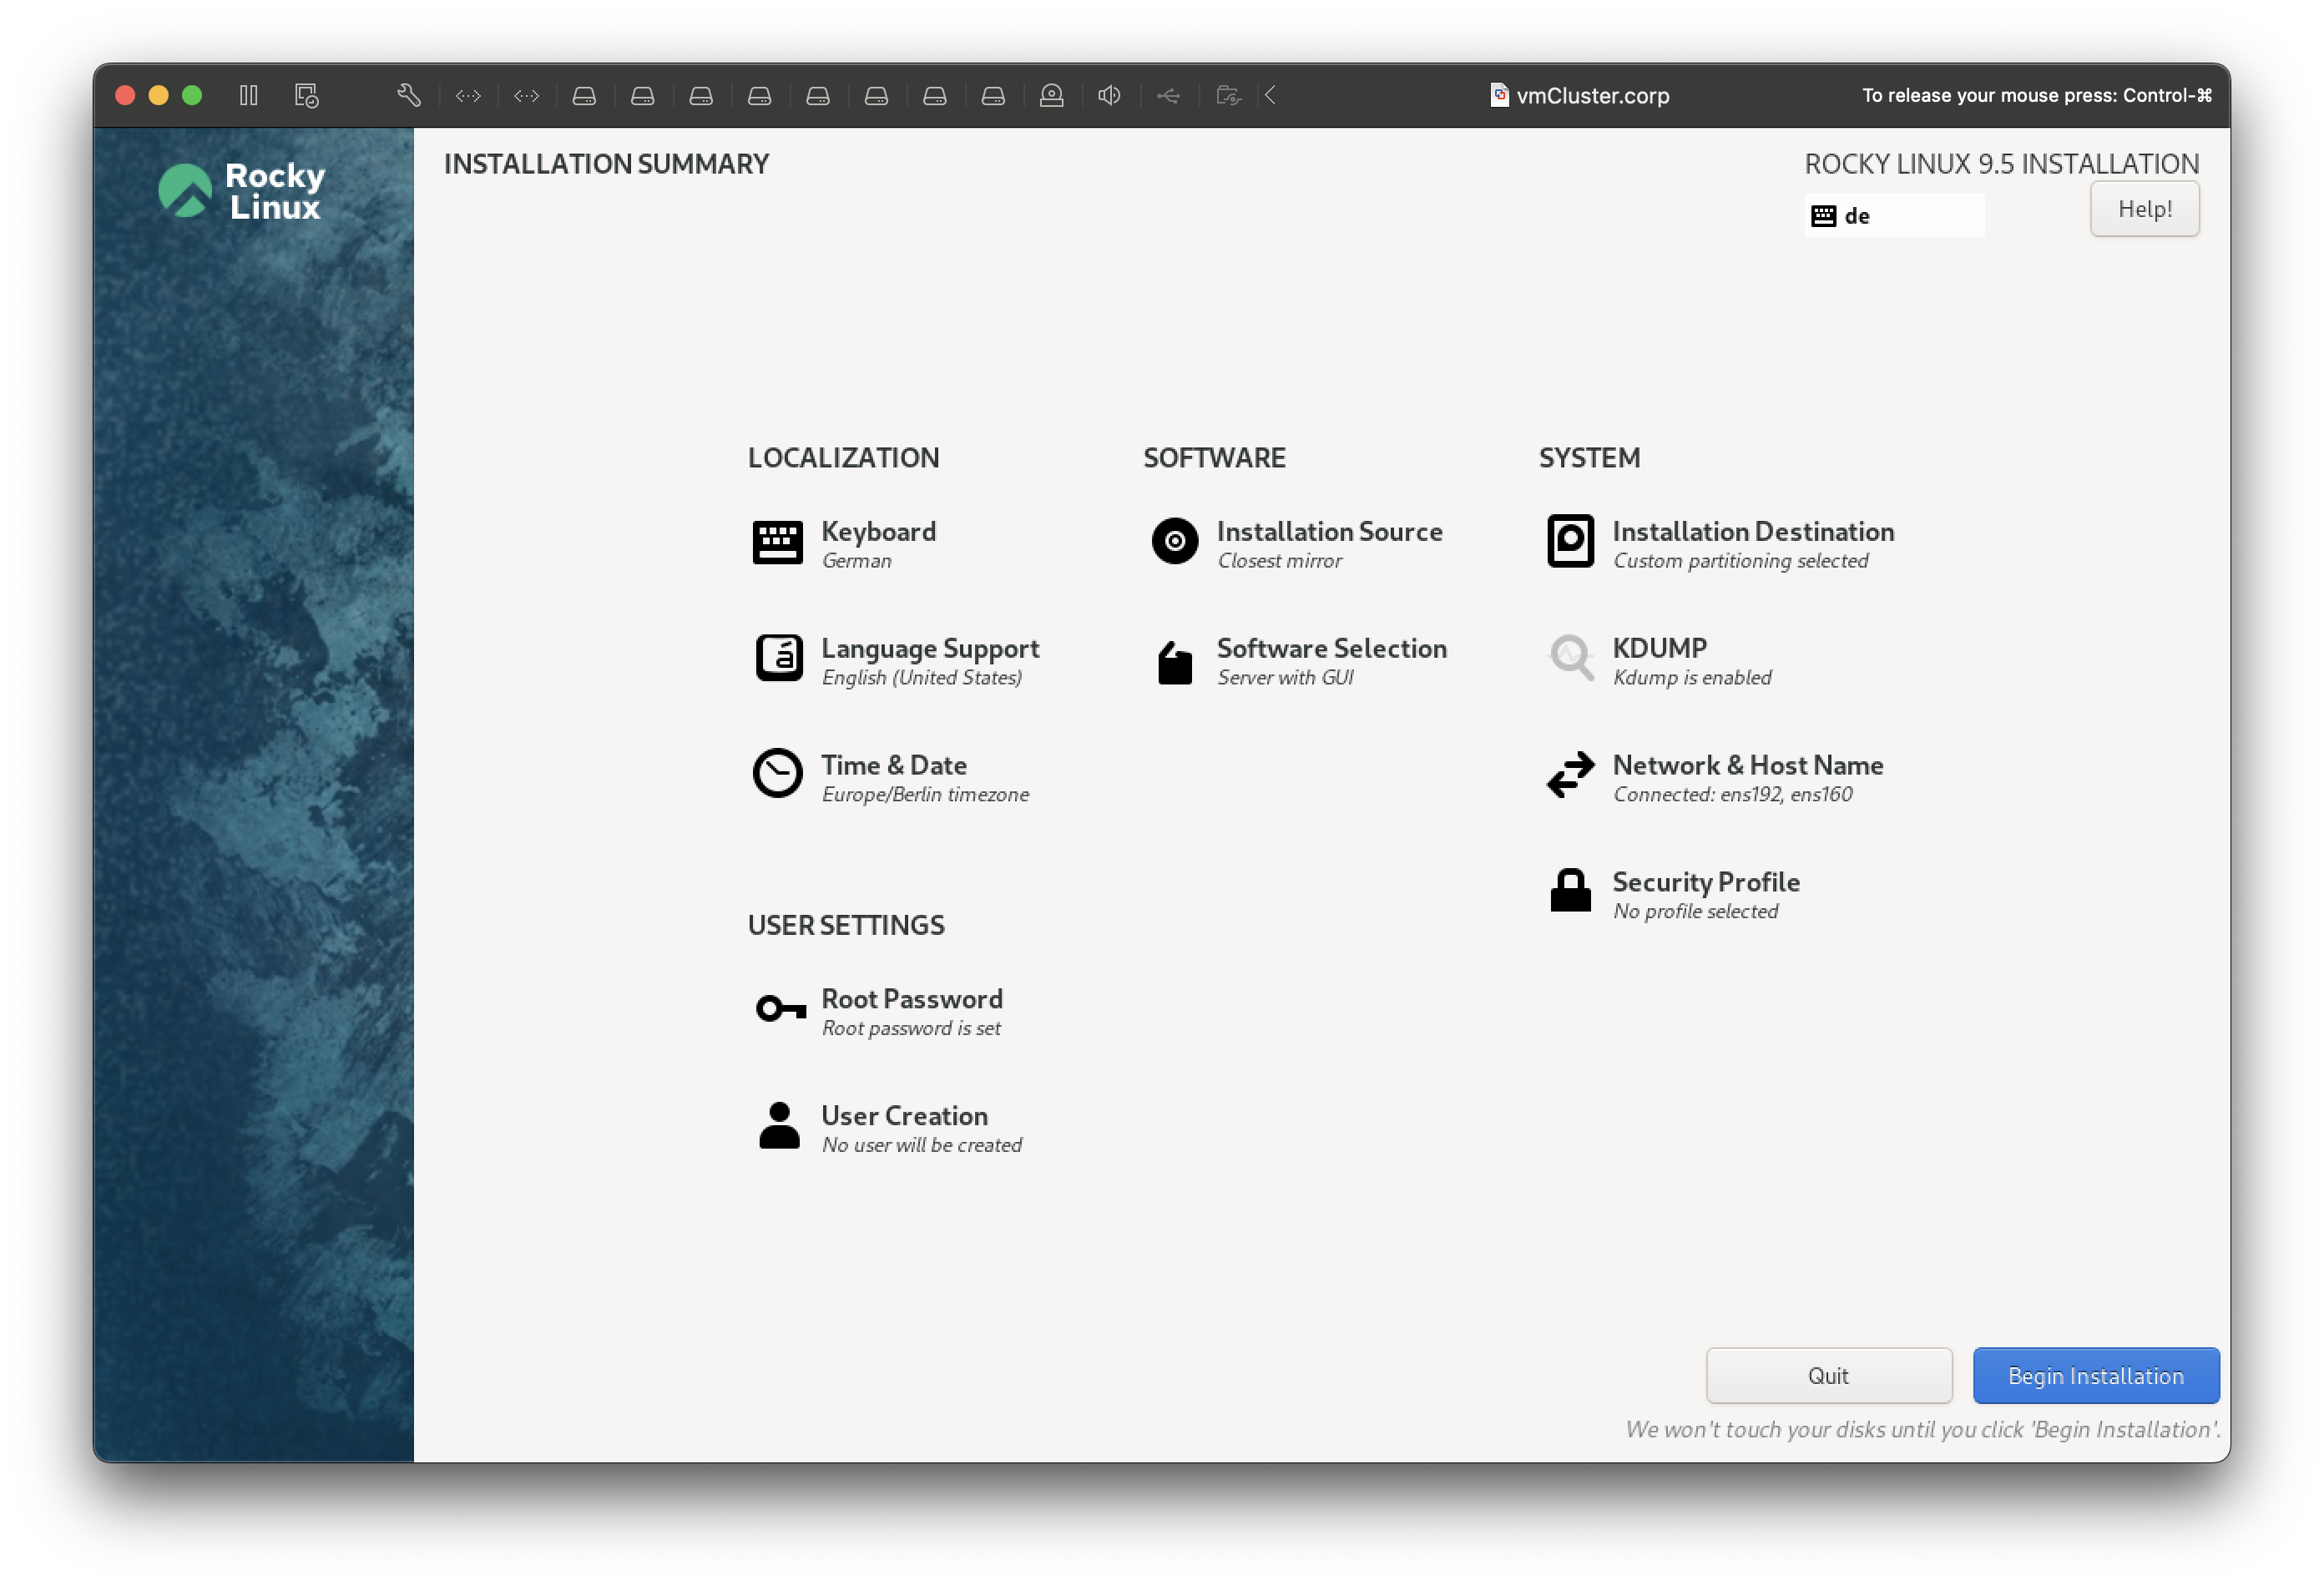 vmCluster.corp
To release your mouse press: Control-⌘
Rocky
Linux
INSTALLATION SUMMARY
ROCKY LINUX 9.5 INSTALLATION
de
Help!
LOCALIZATION
Keyboard
German
Language Support
English (United States)
Time & Date
Europe/Berlin timezone
SOFTWARE
Installation Source
Closest mirror
Software Selection
Server with GUI
SYSTEM
Installation Destination
Custom partitioning selected
KDUMP
Kdump is enabled
Network & Host Name
Connected: ens192, ens160
Security Profile
No profile selected
USER SETTINGS
Root Password
Root password is set
User Creation
No user will be created
Quit
Begin Installation
We won't touch your disks until you click 'Begin Installation'.